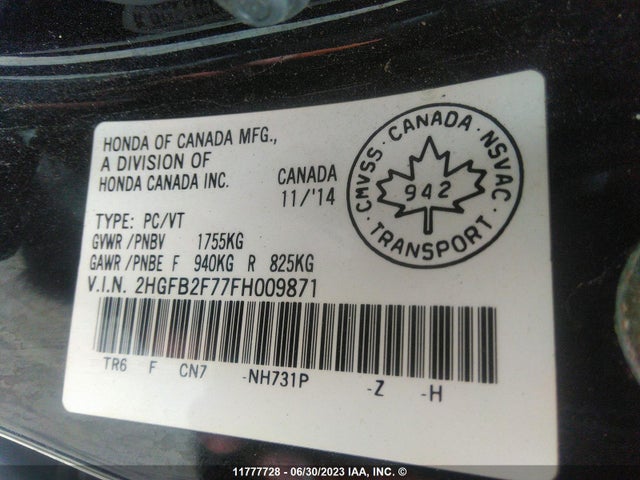 HONDA OF CANADA MFG.,
A DIVISION OF
HONDA CANADA INC.
CANADA
11/'14
CMVSS · CANADA · NSVAC
942
TRANSPORT
TYPE: PC/VT
GVWR/PNBV 1755KG
GAWR/PNBE F 940KG R 825KG
V.I.N. 2HGFB2F77FH009871
TR6 F CN7 -NH731P -Z -H
11777728 - 06/30/2023 IAA, INC. ©